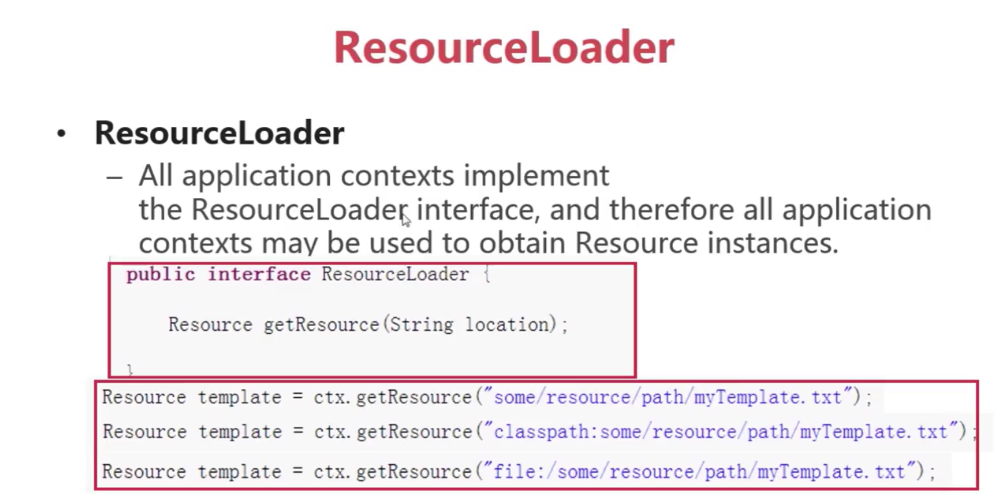 ResourceLoader
• ResourceLoader
– All application contexts implement
the ResourceLoader interface, and therefore all application
contexts may be used to obtain Resource instances.
public interface ResourceLoader {
Resource getResource(String location);
}
Resource template = ctx.getResource("some/resource/path/myTemplate.txt");
Resource template = ctx.getResource("classpath:some/resource/path/myTemplate.txt");
Resource template = ctx.getResource("file:/some/resource/path/myTemplate.txt");